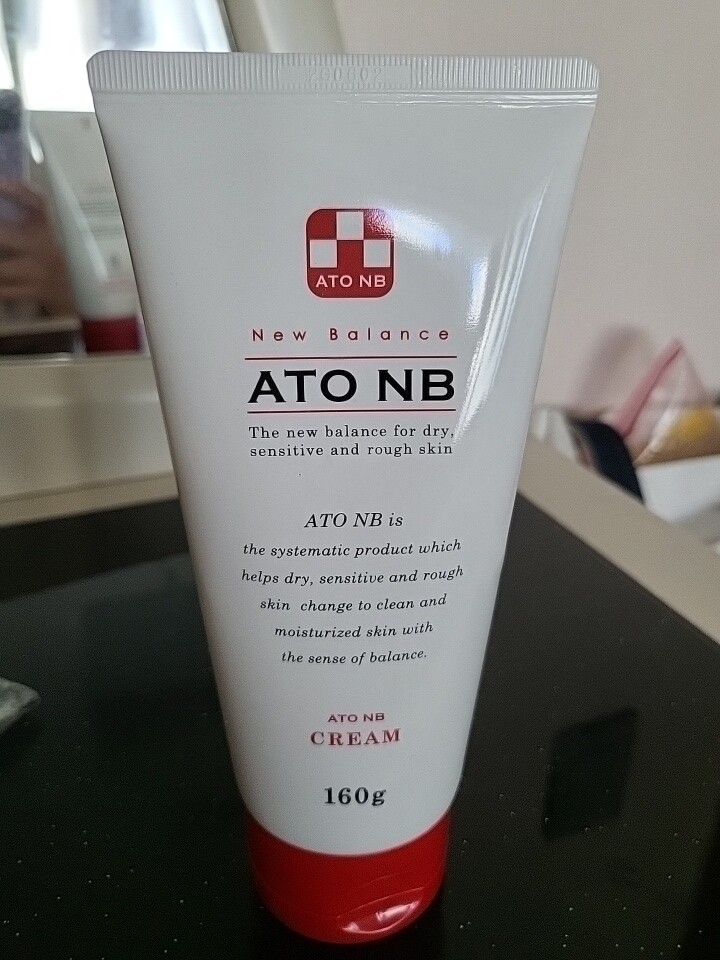 260602
ATO NB
New Balance
ATO NB
The new balance for dry,
sensitive and rough skin
ATO NB is
the systematic product which
helps dry, sensitive and rough
skin change to clean and
moisturized skin with
the sense of balance.
ATO NB
CREAM
160g